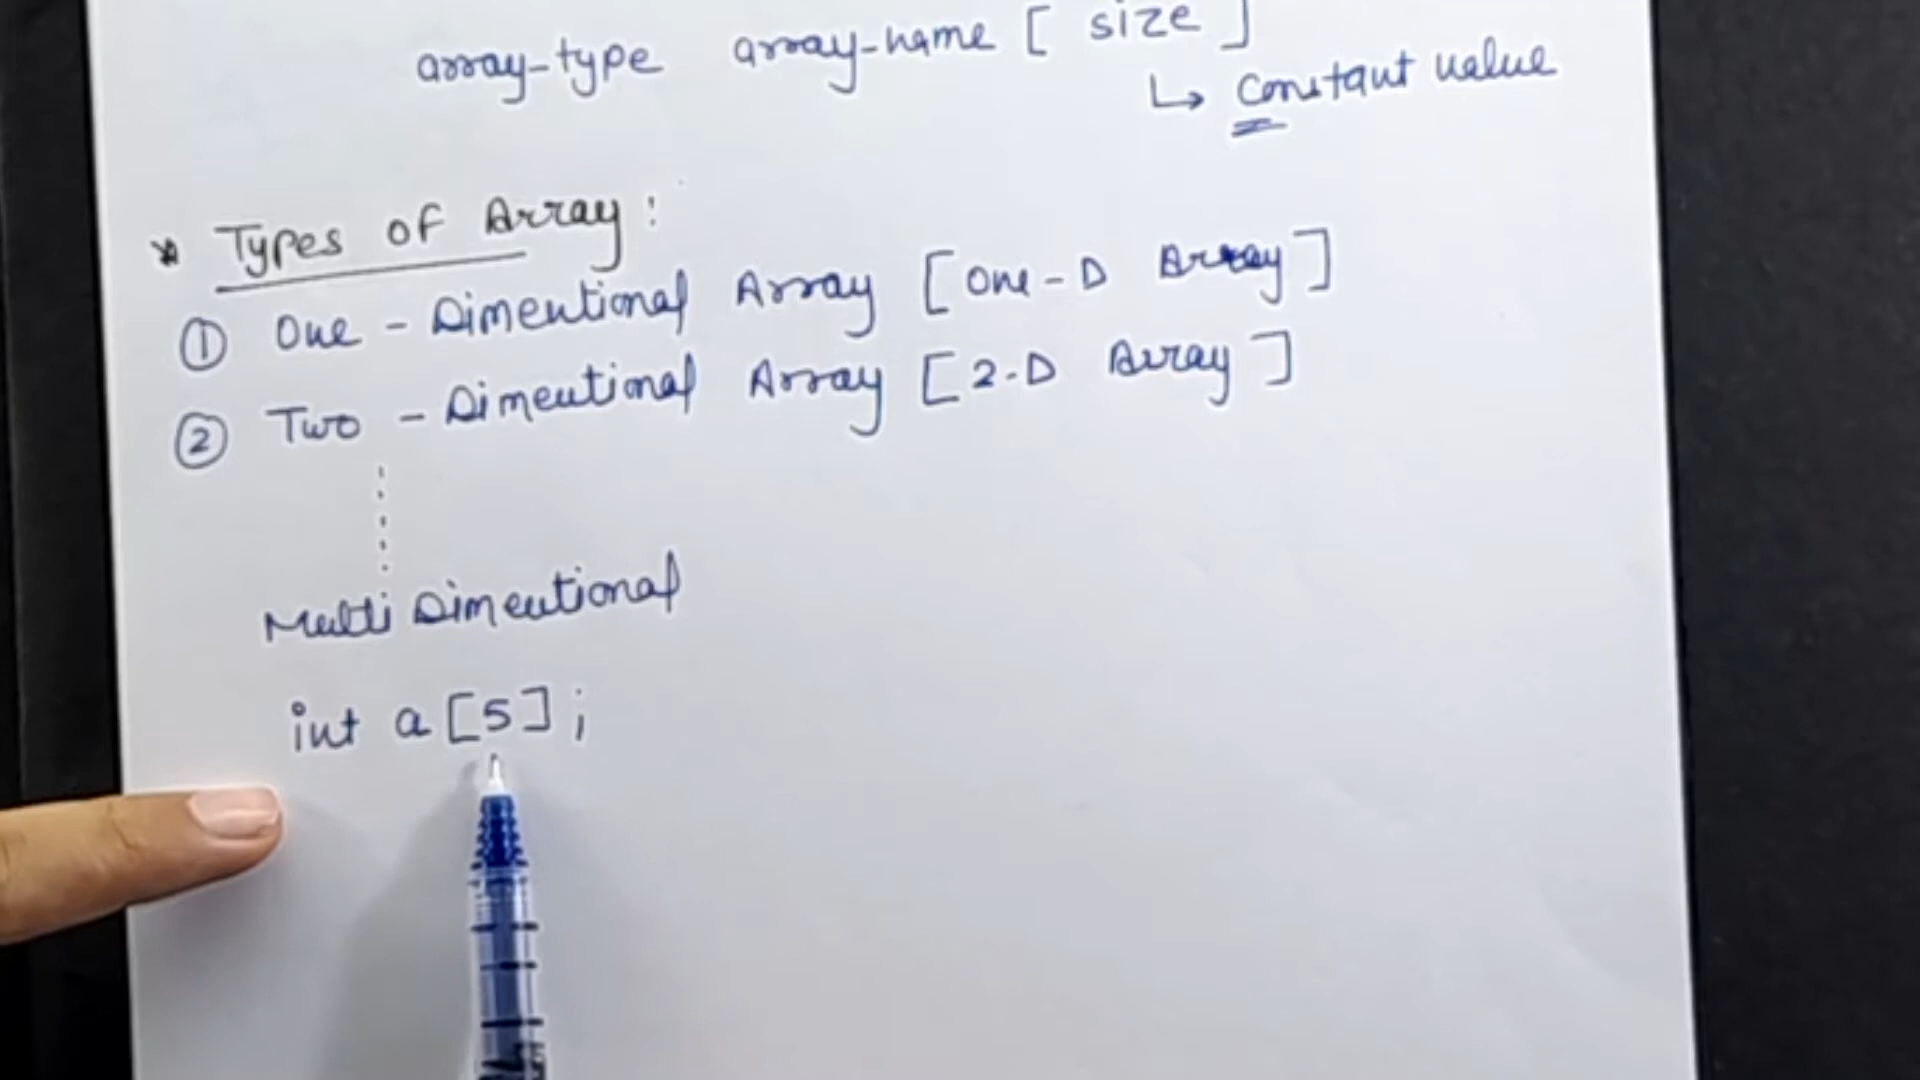 array-type array-name [ size ]
↳ Constant value
* Types of Array :
① One - Dimentional Array [One-D Array]
② Two - Dimentional Array [2-D Array]
Multi Dimentional
int a [5] ;